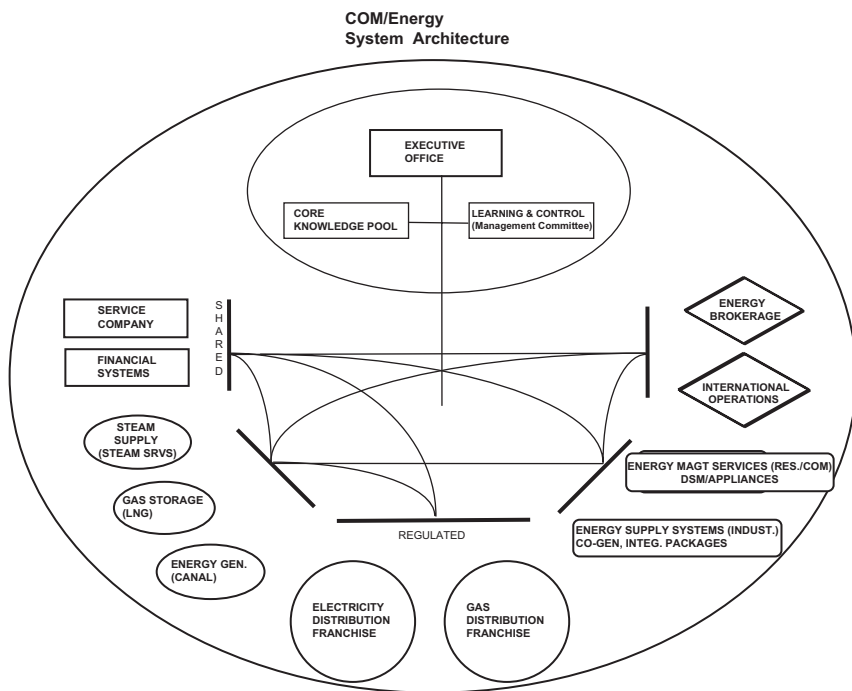 COM/Energy
System Architecture
EXECUTIVE
OFFICE
CORE
KNOWLEDGE POOL
LEARNING & CONTROL
(Management Committee)
SERVICE
COMPANY
FINANCIAL
SYSTEMS
SHARED
ENERGY
BROKERAGE
INTERNATIONAL
OPERATIONS
STEAM
SUPPLY
(STEAM SRVS)
GAS STORAGE
(LNG)
ENERGY GEN.
(CANAL)
REGULATED
ENERGY MAGT SERVICES (RES./COM)
DSM/APPLIANCES
ENERGY SUPPLY SYSTEMS (INDUST.)
CO-GEN, INTEG. PACKAGES
ELECTRICITY
DISTRIBUTION
FRANCHISE
GAS
DISTRIBUTION
FRANCHISE